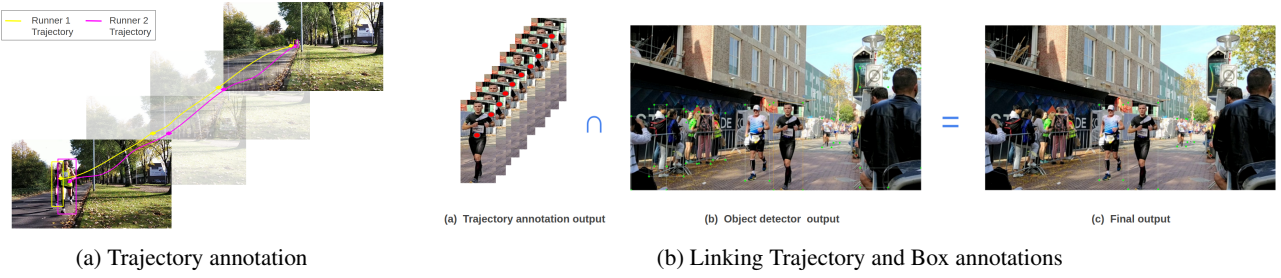 Runner 1
Trajectory
Runner 2
Trajectory
(a) Trajectory annotation output
∩
(b) Object detector output
=
(c) Final output
(a) Trajectory annotation
(b) Linking Trajectory and Box annotations